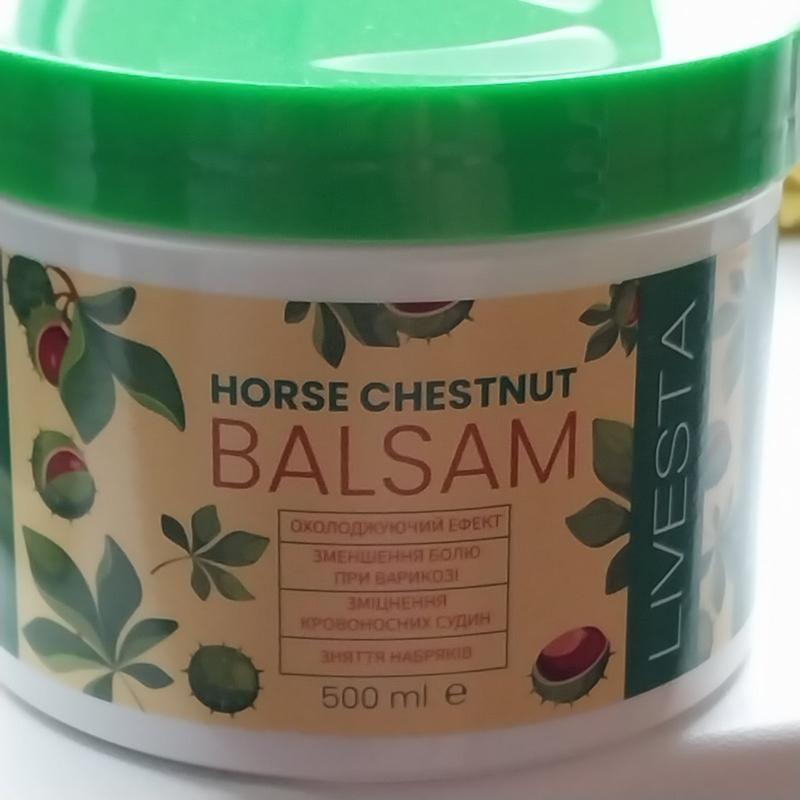 HORSE CHESTNUT
BALSAM
ОХОЛОДЖУЮЧИЙ ЕФЕКТ
ЗМЕНШЕННЯ БОЛЮ
ПРИ ВАРИКОЗІ
ЗМІЦНЕННЯ
КРОВОНОСНИХ СУДИН
ЗНЯТТЯ НАБРЯКІВ
500 ml ℮
LIVESTA